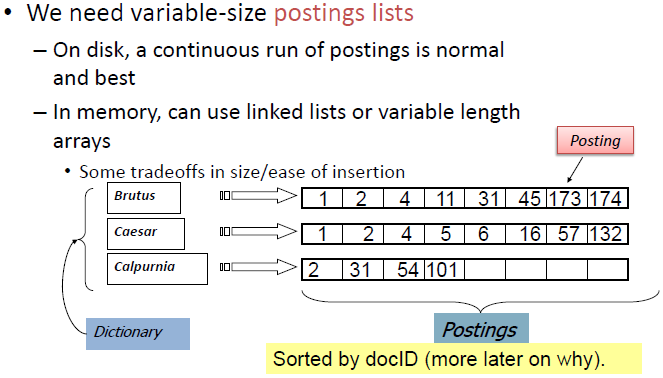 • We need variable-size postings lists
– On disk, a continuous run of postings is normal
and best
– In memory, can use linked lists or variable length
arrays
Posting
• Some tradeoffs in size/ease of insertion
Brutus 1 2 4 11 31 45 173 174
Caesar 1 2 4 5 6 16 57 132
Calpurnia 2 31 54 101
Dictionary Postings
Sorted by docID (more later on why).